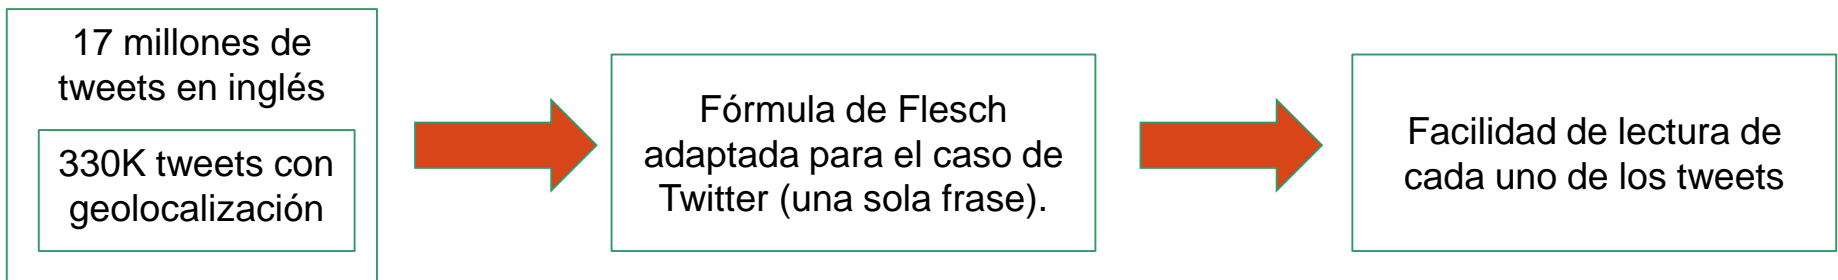 17 millones de
tweets en inglés
330K tweets con
geolocalización
Fórmula de Flesch
adaptada para el caso de
Twitter (una sola frase).
Facilidad de lectura de
cada uno de los tweets